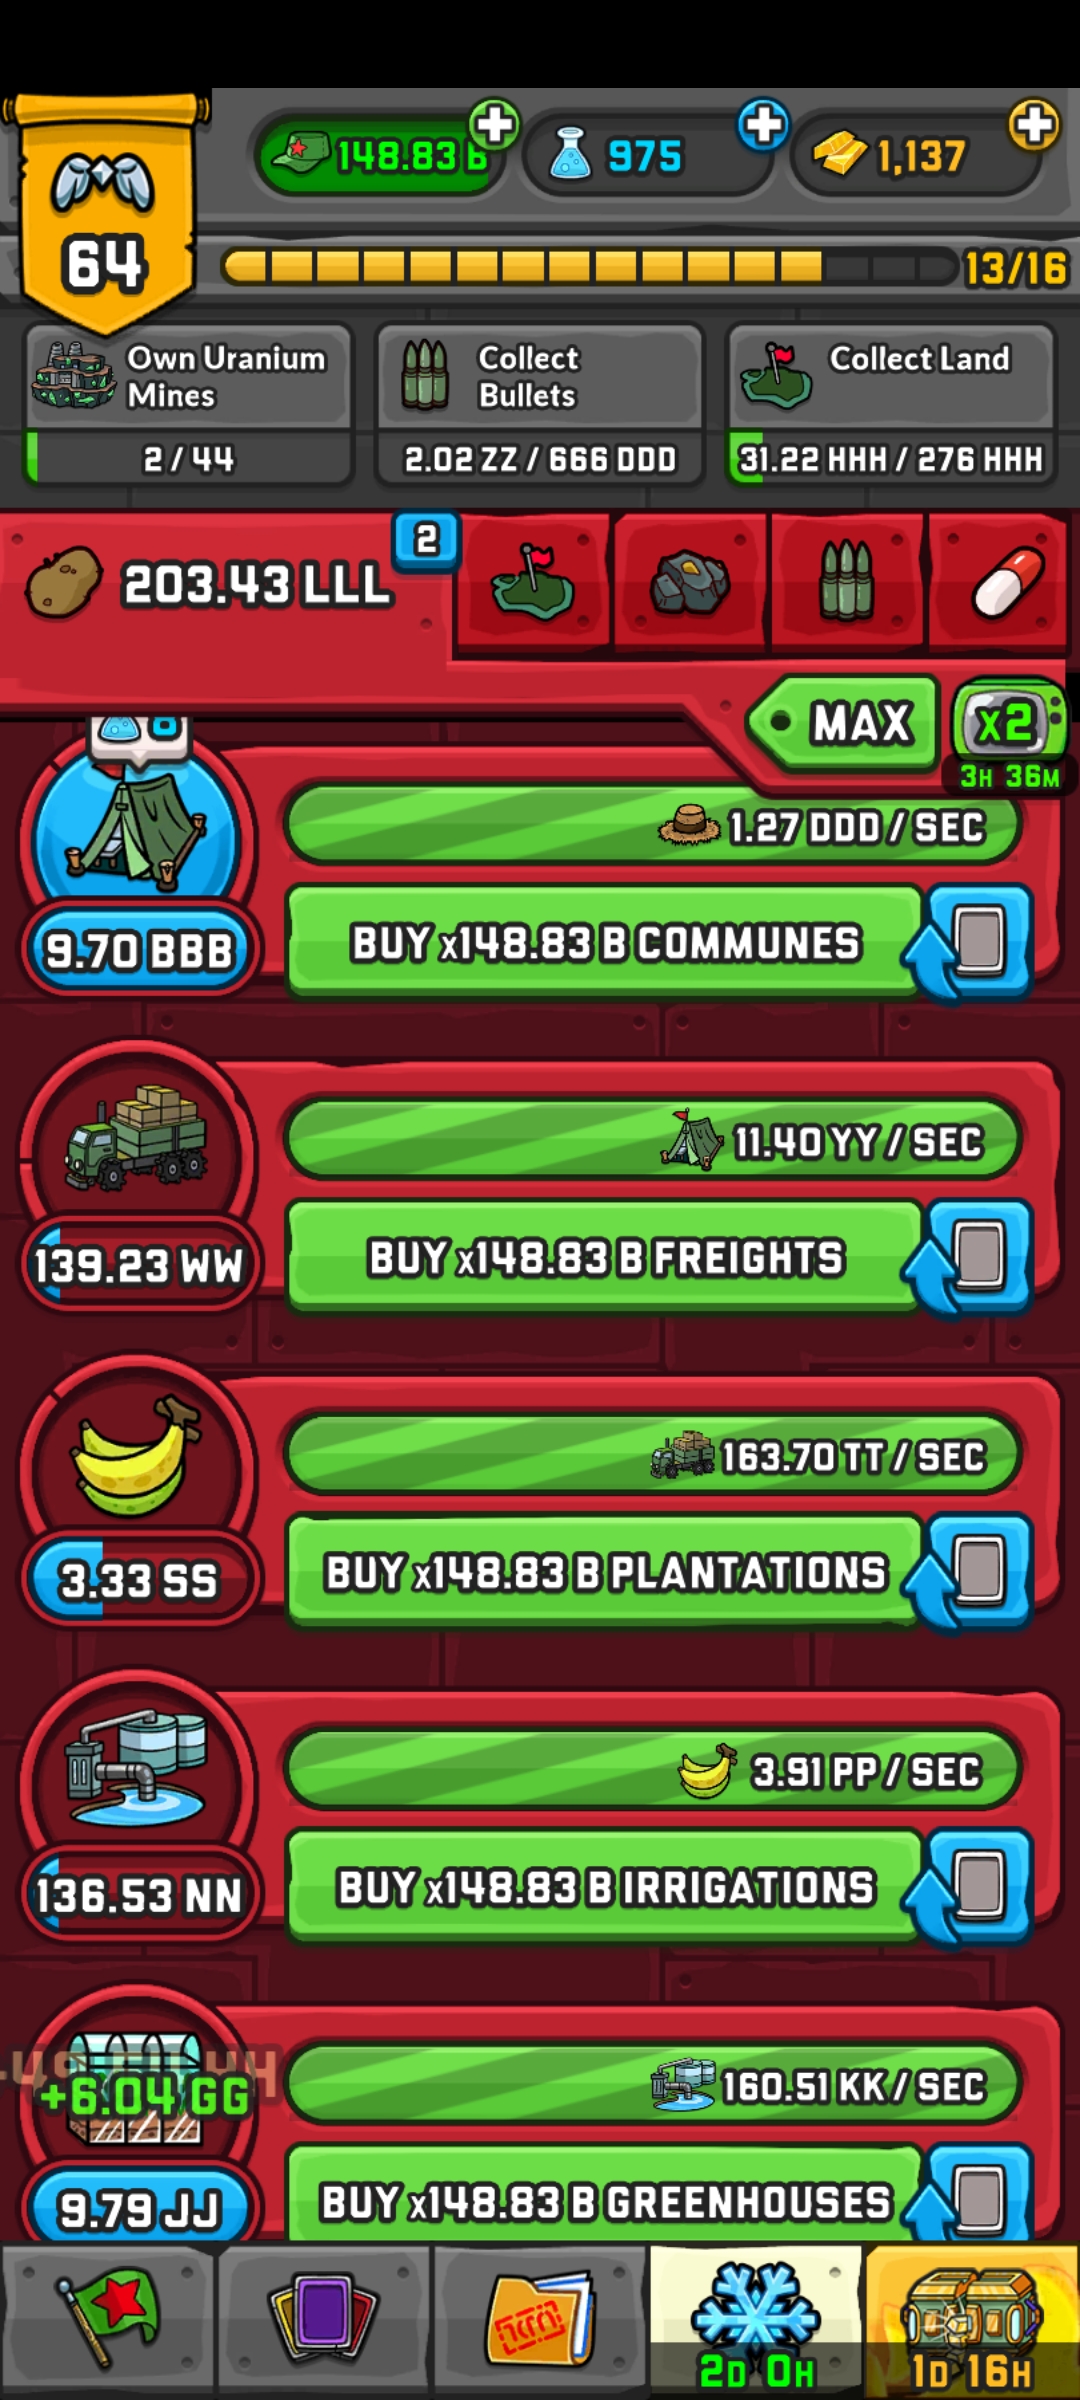 64
148.83 B
975
1,137
13/16
Own Uranium
Mines
2 / 44
Collect
Bullets
2.02 ZZ / 666 DDD
Collect Land
31.22 HHH / 276 HHH
203.43 LLL
2
MAX
x2
3H 36M
1.27 DDD / SEC
9.70 BBB
BUY x148.83 B COMMUNES
11.40 YY / SEC
139.23 WW
BUY x148.83 B FREIGHTS
163.70 TT / SEC
3.33 SS
BUY x148.83 B PLANTATIONS
3.91 PP / SEC
136.53 NN
BUY x148.83 B IRRIGATIONS
+6.04 GG
160.51 KK / SEC
9.79 JJ
BUY x148.83 B GREENHOUSES
2D 0H
1D 16H